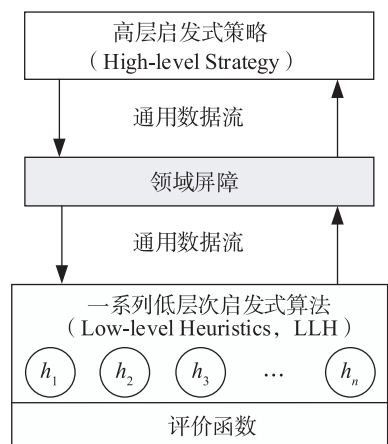 高层启发式策略
（High-level Strategy）
通用数据流
领域屏障
通用数据流
一系列低层次启发式算法
（Low-level Heuristics，LLH）
h₁ h₂ h₃ … hₙ
评价函数